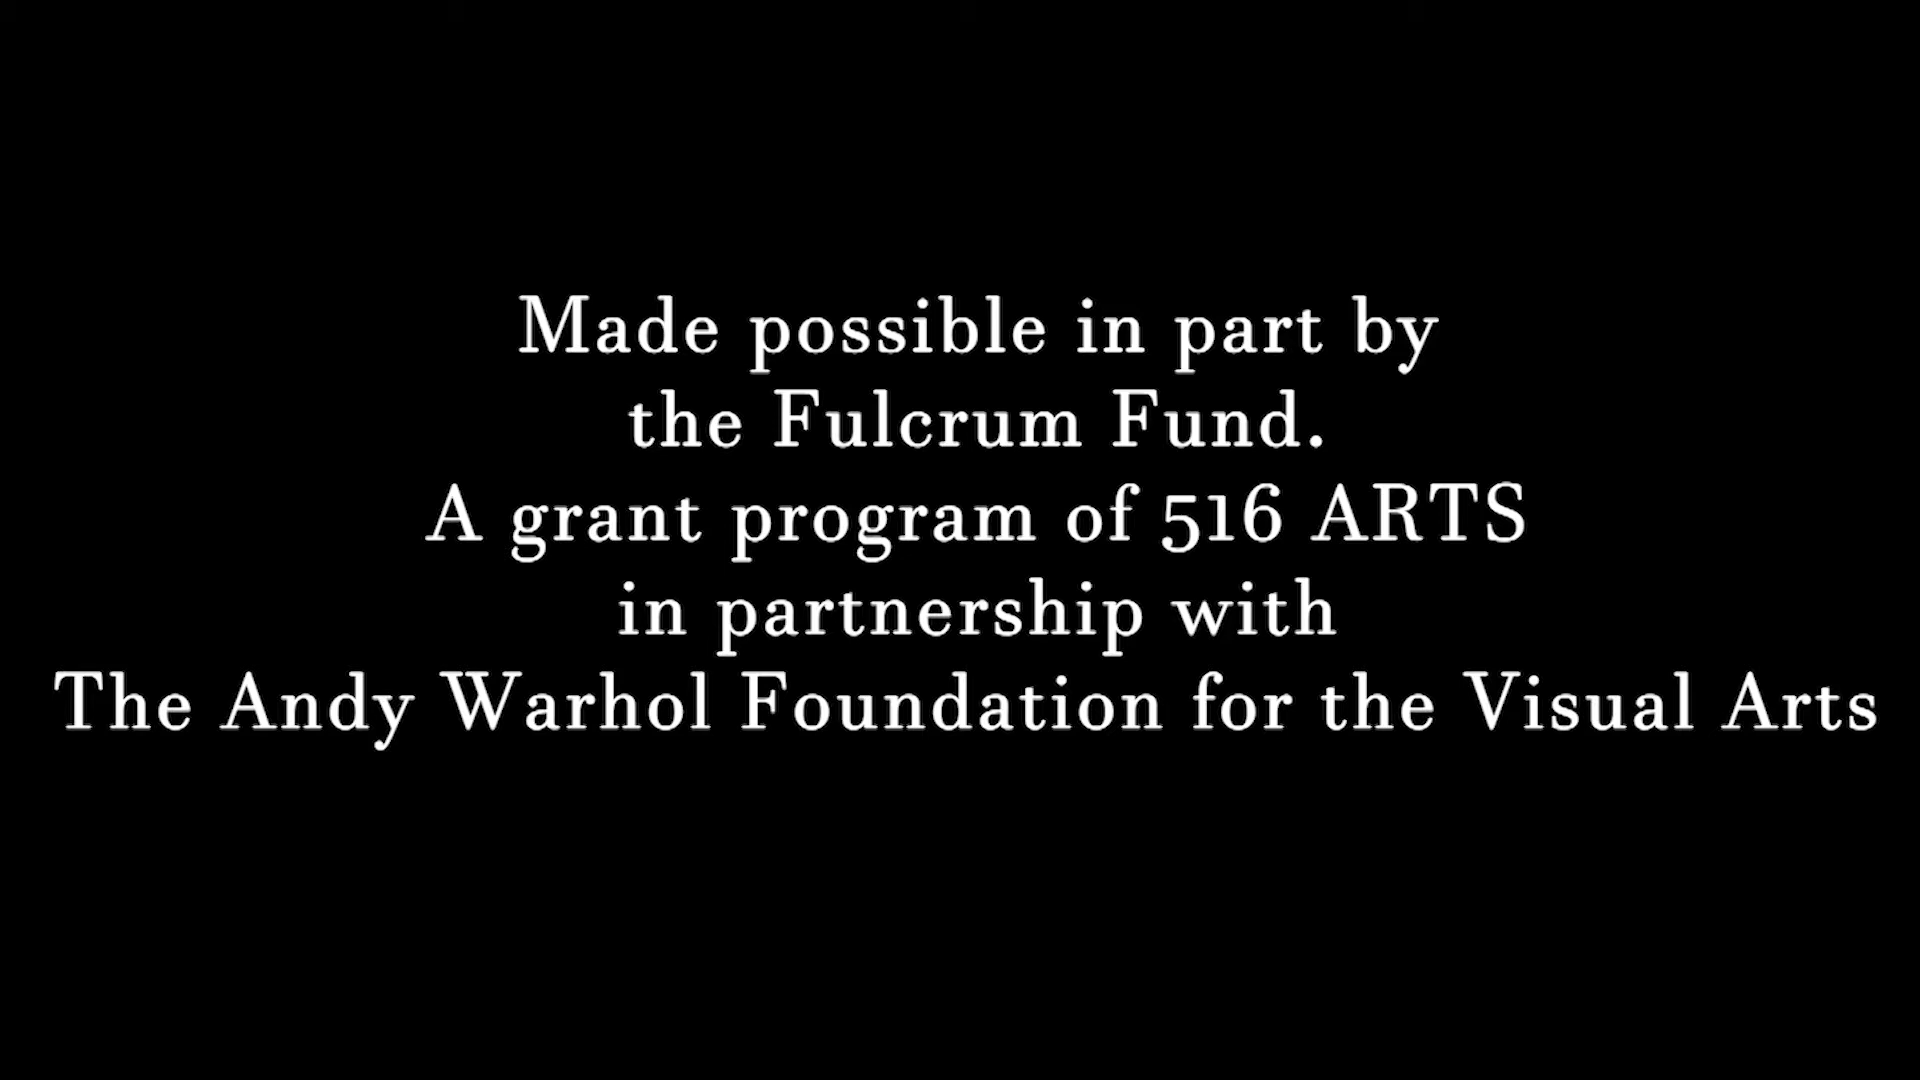 Made possible in part by
the Fulcrum Fund.
A grant program of 516 ARTS
in partnership with
The Andy Warhol Foundation for the Visual Arts